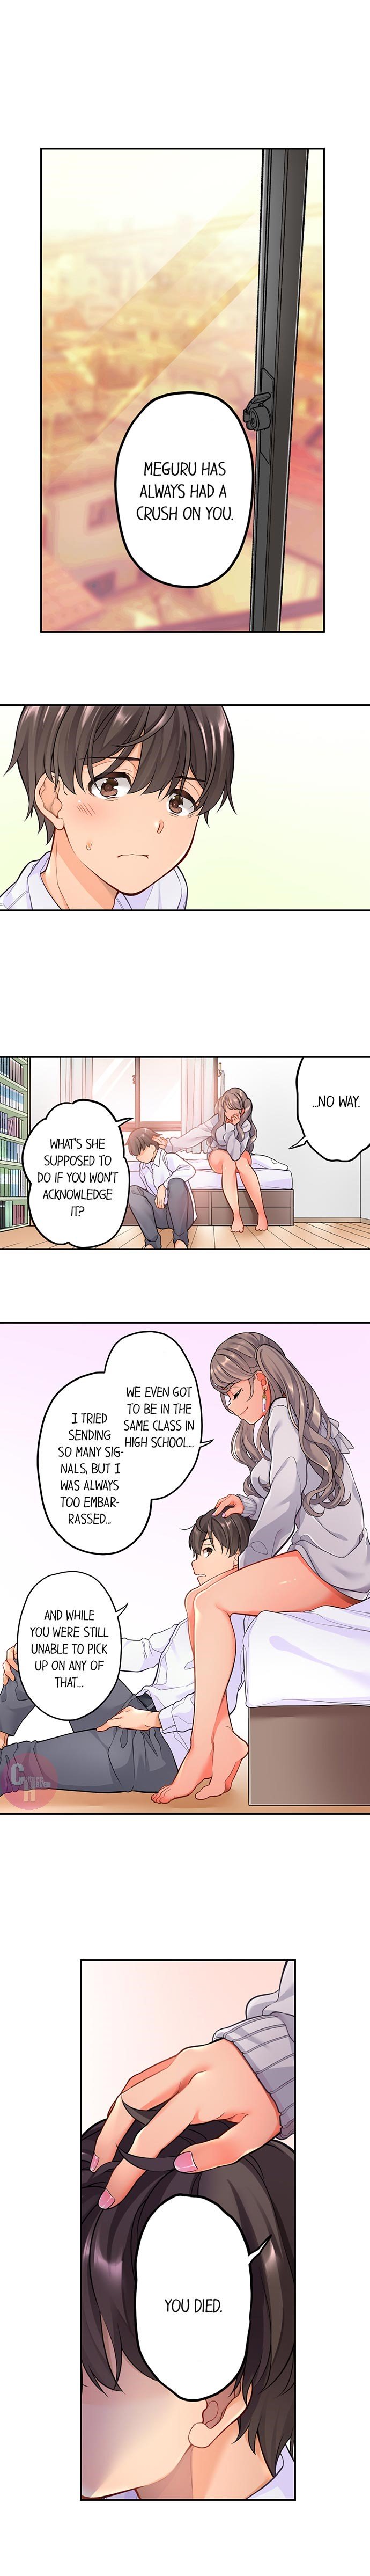 MEGURU HAS
ALWAYS HAD A
CRUSH ON YOU.
...NO WAY.
WHAT'S SHE
SUPPOSED TO
DO IF YOU WON'T
ACKNOWLEDGE
IT?
WE EVEN GOT
TO BE IN THE
SAME CLASS IN
HIGH SCHOOL...
I TRIED
SENDING
SO MANY SIG-
NALS, BUT I
WAS ALWAYS
TOO EMBAR-
RASSED...
AND WHILE
YOU WERE STILL
UNABLE TO PICK
UP ON ANY OF
THAT...
YOU DIED.